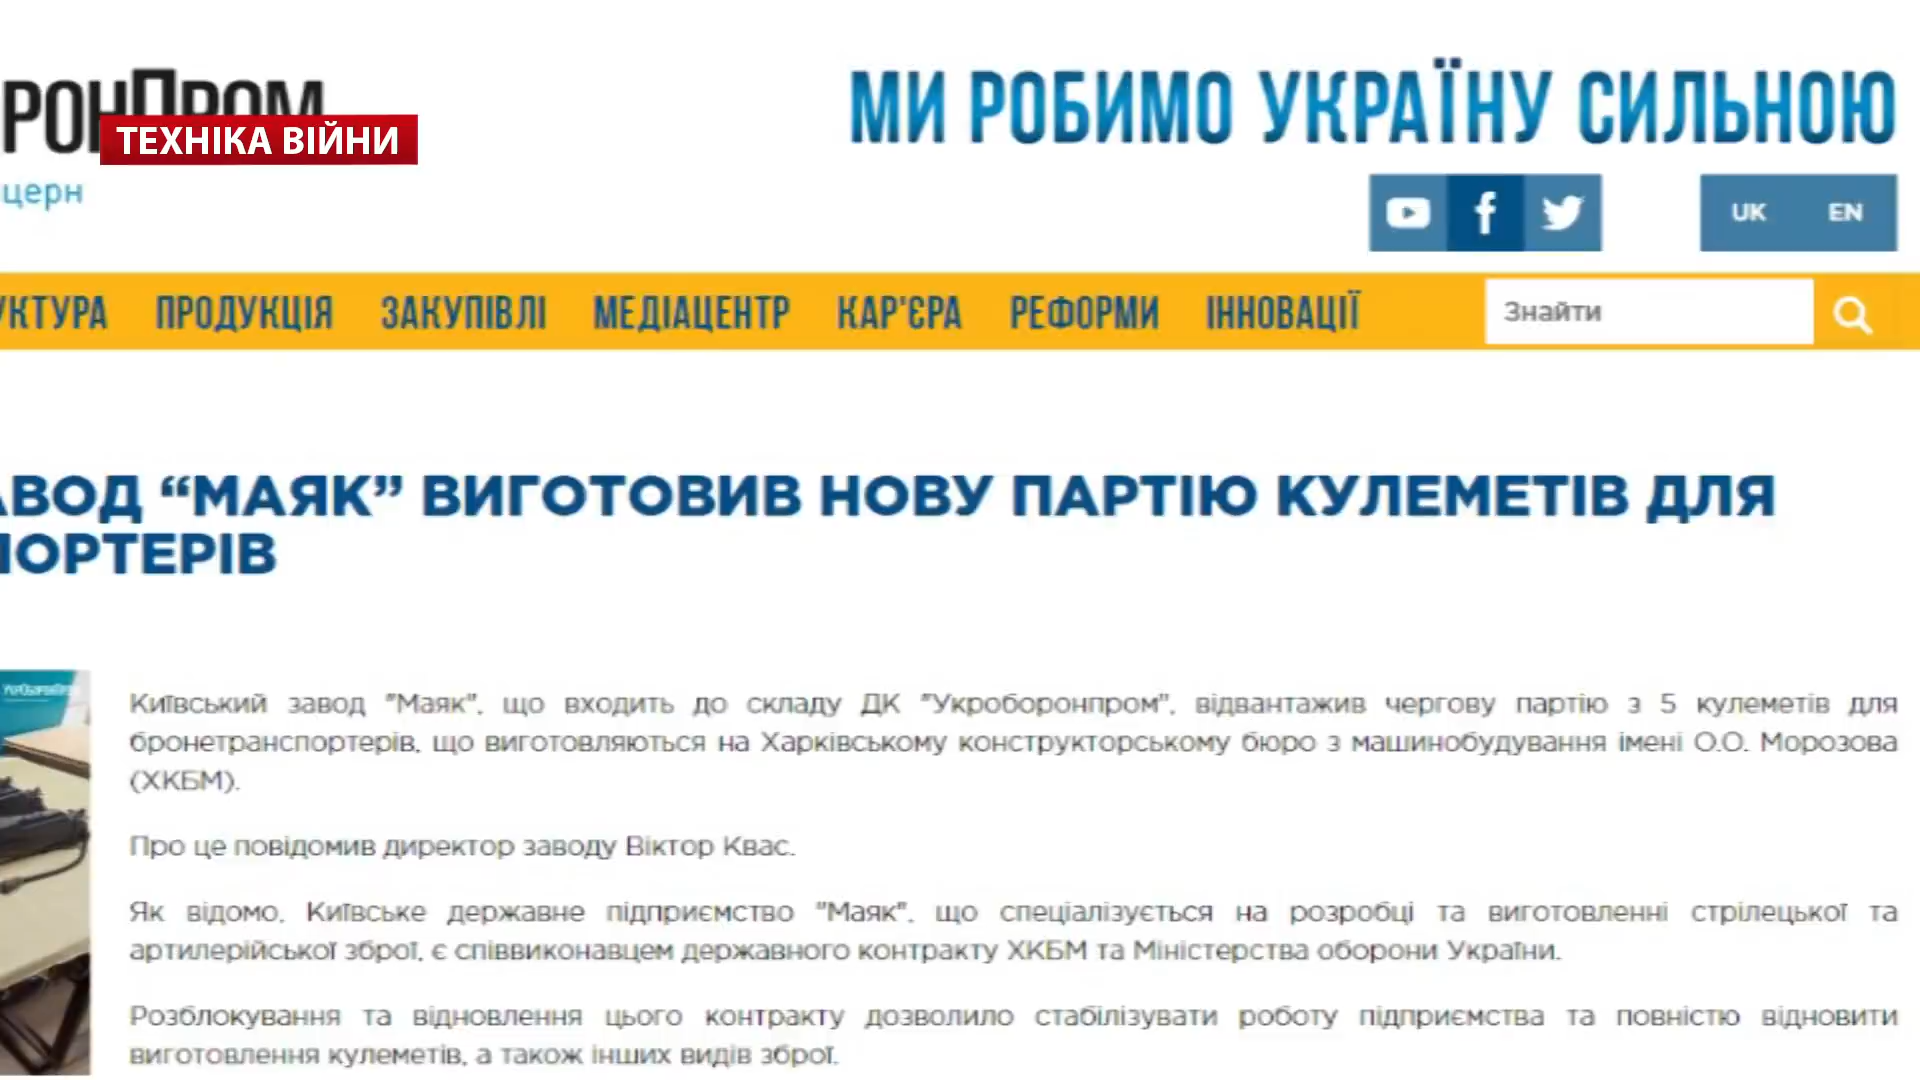 МИ РОБИМО УКРАЇНУ СИЛЬНОЮ
ТЕХНІКА ВІЙНИ
UK EN
ПРОДУКЦІЯ ЗАКУПІВЛІ МЕДІАЦЕНТР КАР'ЄРА РЕФОРМИ ІННОВАЦІЇ Знайти
“МАЯК” ВИГОТОВИВ НОВУ ПАРТІЮ КУЛЕМЕТІВ ДЛЯ
Київський завод "Маяк", що входить до складу ДК "Укроборонпром", відвантажив чергову партію з 5 кулеметів для
бронетранспортерів, що виготовляються на Харківському конструкторському бюро з машинобудування імені О.О. Морозова
(ХКБМ).
Про це повідомив директор заводу Віктор Квас.
Як відомо, Київське державне підприємство "Маяк", що спеціалізується на розробці та виготовленні стрілецької та
артилерійської зброї, є співвиконавцем державного контракту ХКБМ та Міністерства оборони України.
Розблокування та відновлення цього контракту дозволило стабілізувати роботу підприємства та повністю відновити
виготовлення кулеметів, а також інших видів зброї.